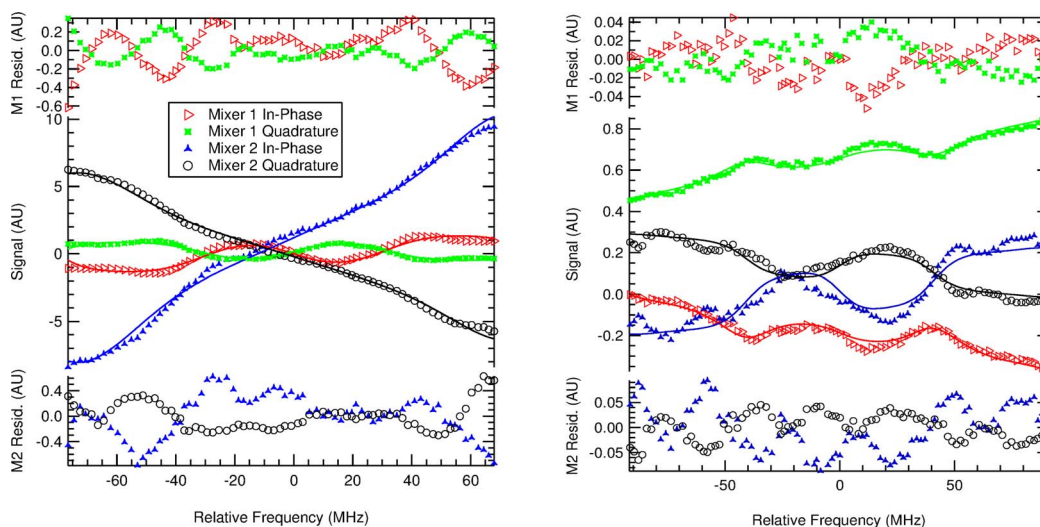 M1 Resid. (AU)
0.2
0.0
-0.2
-0.4
-0.6
Mixer 1 In-Phase
Mixer 1 Quadrature
Mixer 2 In-Phase
Mixer 2 Quadrature
Signal (AU)
10
5
0
-5
M2 Resid. (AU)
0.4
0.0
-0.4
-60 -40 -20 0 20 40 60
Relative Frequency (MHz)
M1 Resid. (AU)
0.04
0.02
0.00
-0.02
-0.04
Signal (AU)
0.8
0.6
0.4
0.2
0.0
-0.2
M2 Resid. (AU)
0.05
0.00
-0.05
-50 0 50
Relative Frequency (MHz)